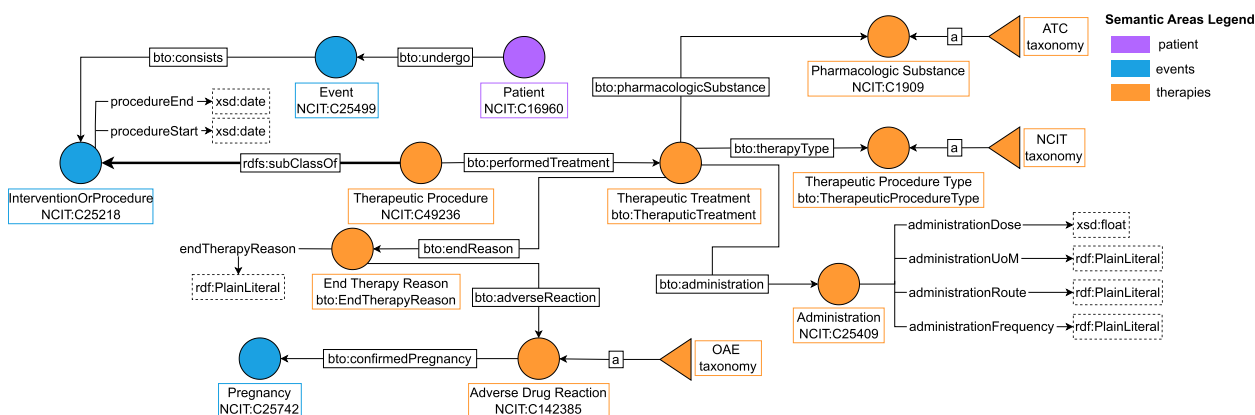 Semantic Areas Legend
patient
events
therapies
bto:consists
bto:undergo
Event
NCIT:C25499
Patient
NCIT:C16960
procedureEnd
xsd:date
procedureStart
xsd:date
bto:pharmacologicSubstance
Pharmacologic Substance
NCIT:C1909
a
ATC
taxonomy
rdfs:subClassOf
bto:performedTreatment
bto:therapyType
a
NCIT
taxonomy
InterventionOrProcedure
NCIT:C25218
Therapeutic Procedure
NCIT:C49236
Therapeutic Treatment
bto:TheraputicTreatment
Therapeutic Procedure Type
bto:TherapeuticProcedureType
endTherapyReason
rdf:PlainLiteral
bto:endReason
End Therapy Reason
bto:EndTherapyReason
bto:adverseReaction
bto:administration
Administration
NCIT:C25409
administrationDose
xsd:float
administrationUoM
rdf:PlainLiteral
administrationRoute
rdf:PlainLiteral
administrationFrequency
rdf:PlainLiteral
bto:confirmedPregnancy
a
OAE
taxonomy
Pregnancy
NCIT:C25742
Adverse Drug Reaction
NCIT:C142385